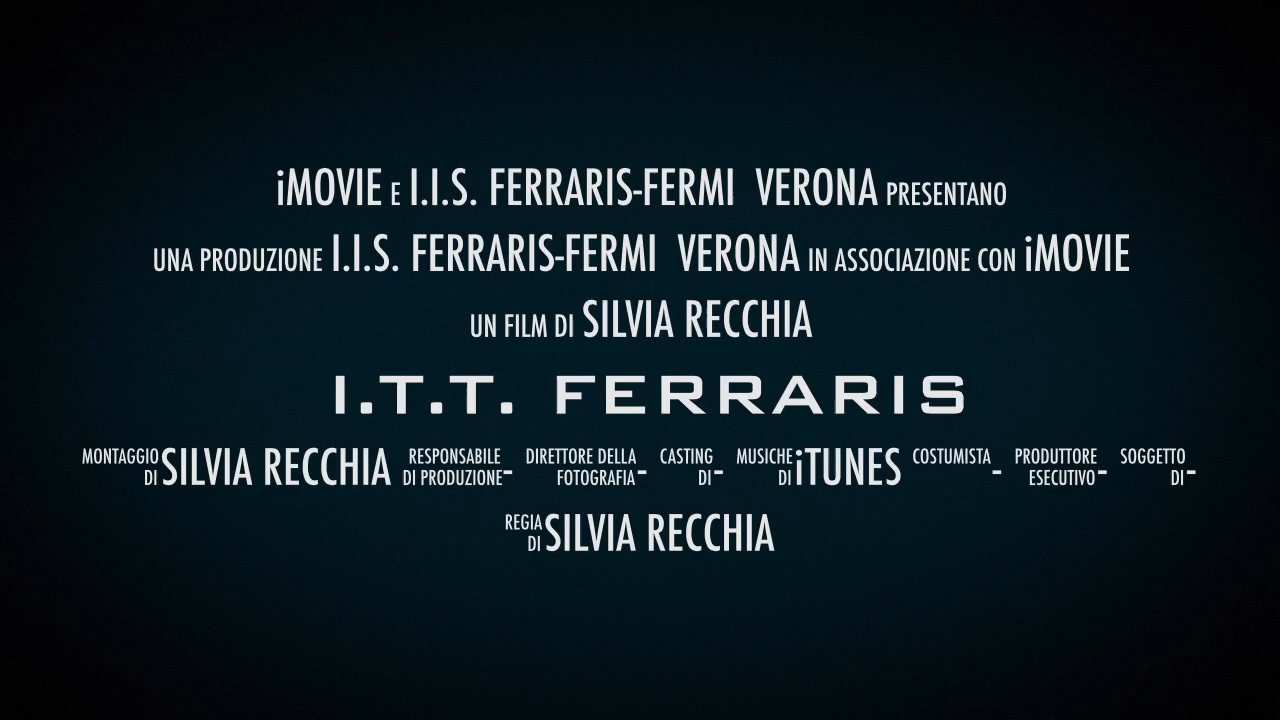 iMOVIE E I.I.S. FERRARIS-FERMI VERONA PRESENTANO
UNA PRODUZIONE I.I.S. FERRARIS-FERMI VERONA IN ASSOCIAZIONE CON iMOVIE
UN FILM DI SILVIA RECCHIA
I.T.T. FERRARIS
MONTAGGIO DI SILVIA RECCHIA RESPONSABILE DI PRODUZIONE - DIRETTORE DELLA FOTOGRAFIA - CASTING DI - MUSICHE DI iTUNES COSTUMISTA - PRODUTTORE ESECUTIVO - SOGGETTO DI -
REGIA DI SILVIA RECCHIA